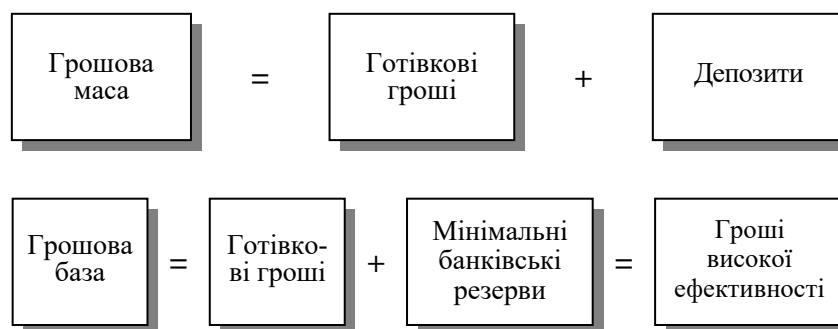 Грошова
маса
=
Готівкові
гроші
+
Депозити
Грошова
база
=
Готівко-
ві гроші
+
Мінімальні
банківські
резерви
=
Гроші
високої
ефективності